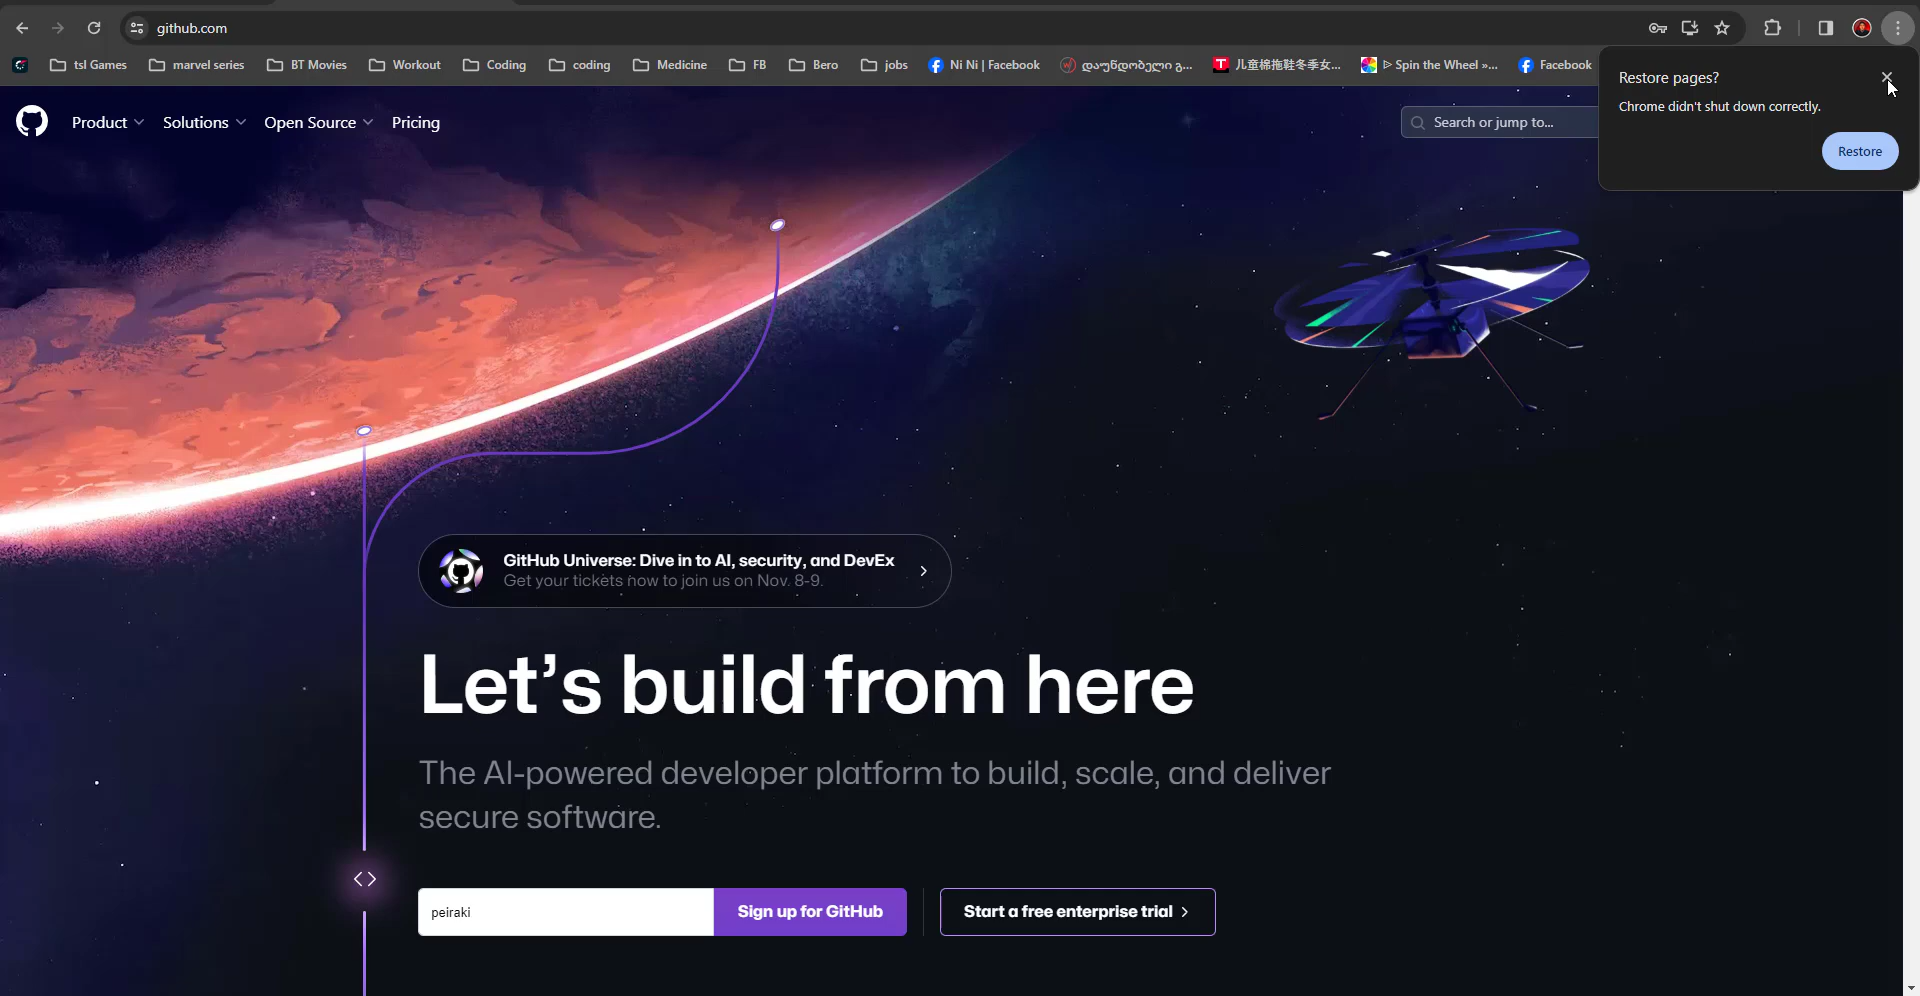 github.com
tsl Games
marvel series
BT Movies
Workout
Coding
coding
Medicine
FB
Bero
jobs
Ni Ni | Facebook
დაუნდობელი გ...
儿童棉拖鞋冬季女...
ᐅ Spin the Wheel »...
Facebook
Restore pages?
Chrome didn't shut down correctly.
Restore
Product
Solutions
Open Source
Pricing
Search or jump to...
GitHub Universe: Dive in to AI, security, and DevEx
Get your tickets now to join us on Nov. 8-9.
Let's build from here
The AI-powered developer platform to build, scale, and deliver
secure software.
peiraki
Sign up for GitHub
Start a free enterprise trial